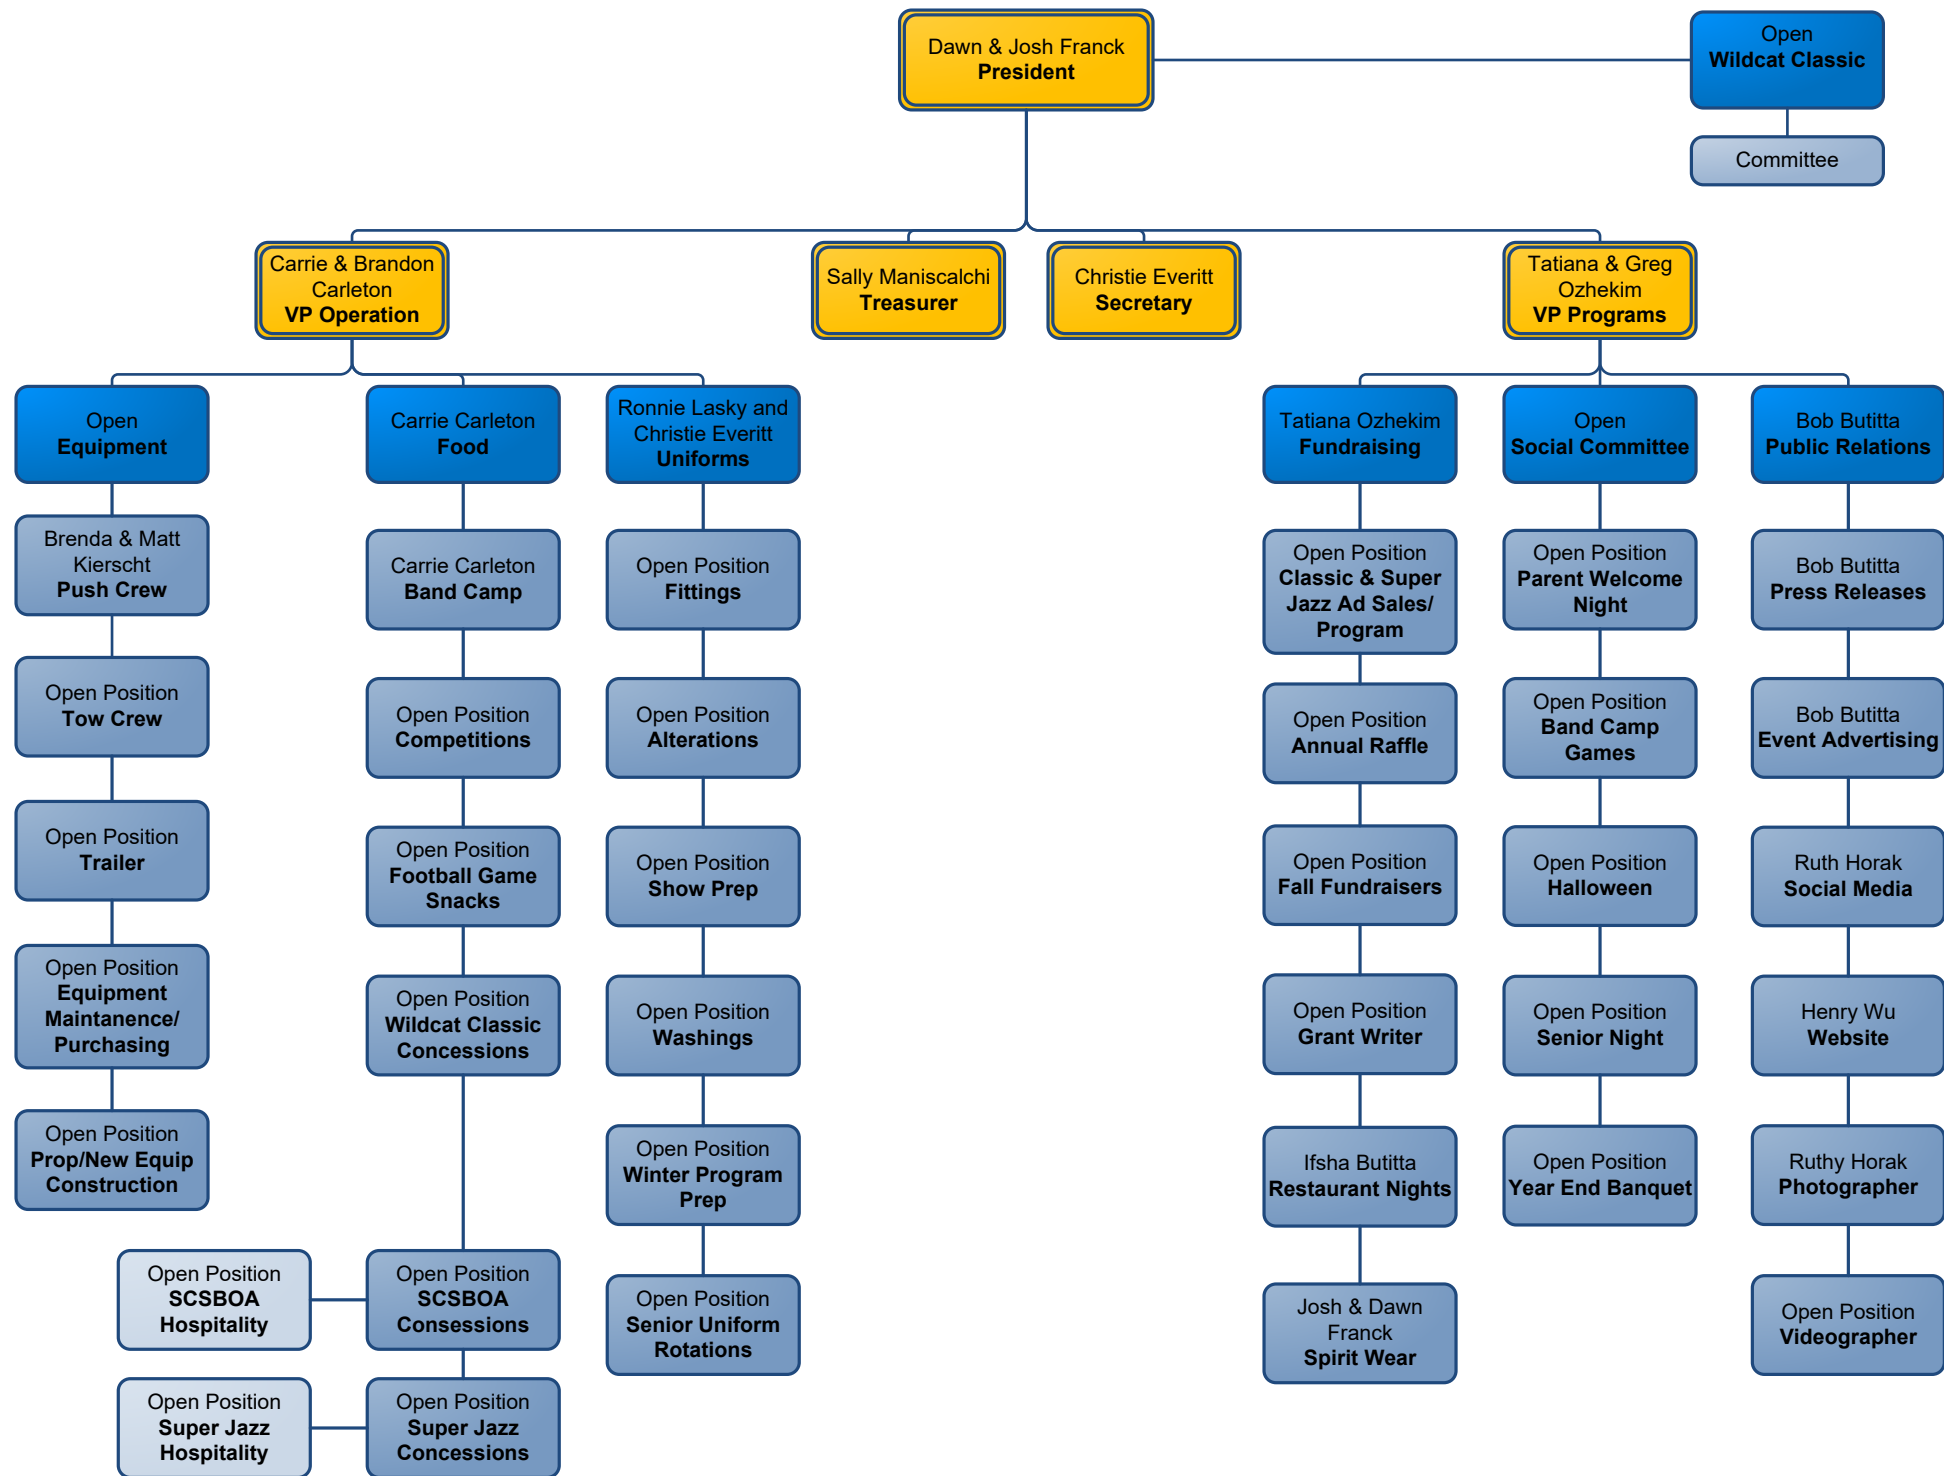 Dawn & Josh Franck
President
Open
Wildcat Classic
Committee
Carrie & Brandon
Carleton
VP Operation
Sally Maniscalchi
Treasurer
Christie Everitt
Secretary
Tatiana & Greg
Ozhekim
VP Programs
Open
Equipment
Brenda & Matt
Kierscht
Push Crew
Open Position
Tow Crew
Open Position
Trailer
Open Position
Equipment
Maintanence/
Purchasing
Open Position
Prop/New Equip
Construction
Carrie Carleton
Food
Carrie Carleton
Band Camp
Open Position
Competitions
Open Position
Football Game
Snacks
Open Position
Wildcat Classic
Concessions
Open Position
SCSBOA
Hospitality
Open Position
SCSBOA
Consessions
Open Position
Super Jazz
Hospitality
Open Position
Super Jazz
Concessions
Ronnie Lasky and
Christie Everitt
Uniforms
Open Position
Fittings
Open Position
Alterations
Open Position
Show Prep
Open Position
Washings
Open Position
Winter Program
Prep
Open Position
Senior Uniform
Rotations
Tatiana Ozhekim
Fundraising
Open Position
Classic & Super
Jazz Ad Sales/
Program
Open Position
Annual Raffle
Open Position
Fall Fundraisers
Open Position
Grant Writer
Ifsha Butitta
Restaurant Nights
Josh & Dawn
Franck
Spirit Wear
Open
Social Committee
Open Position
Parent Welcome
Night
Open Position
Band Camp
Games
Open Position
Halloween
Open Position
Senior Night
Open Position
Year End Banquet
Bob Butitta
Public Relations
Bob Butitta
Press Releases
Bob Butitta
Event Advertising
Ruth Horak
Social Media
Henry Wu
Website
Ruthy Horak
Photographer
Open Position
Videographer